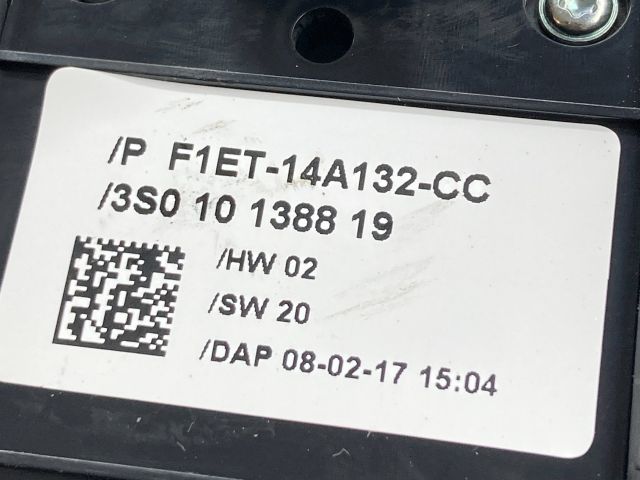 /P F1ET-14A132-CC
/3S0 10 1388 19
/HW 02
/SW 20
/DAP 08-02-17 15:04